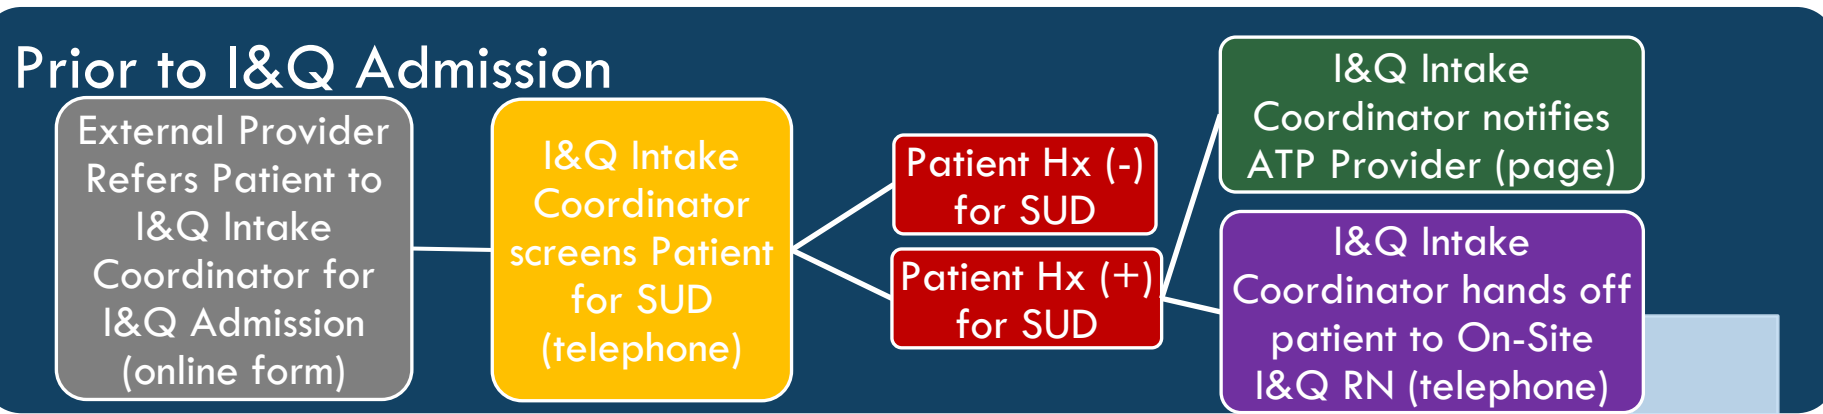 Prior to I&Q Admission
External Provider
Refers Patient to
I&Q Intake
Coordinator for
I&Q Admission
(online form)
I&Q Intake
Coordinator
screens Patient
for SUD
(telephone)
Patient Hx (-)
for SUD
Patient Hx (+)
for SUD
I&Q Intake
Coordinator notifies
ATP Provider (page)
I&Q Intake
Coordinator hands off
patient to On-Site
I&Q RN (telephone)